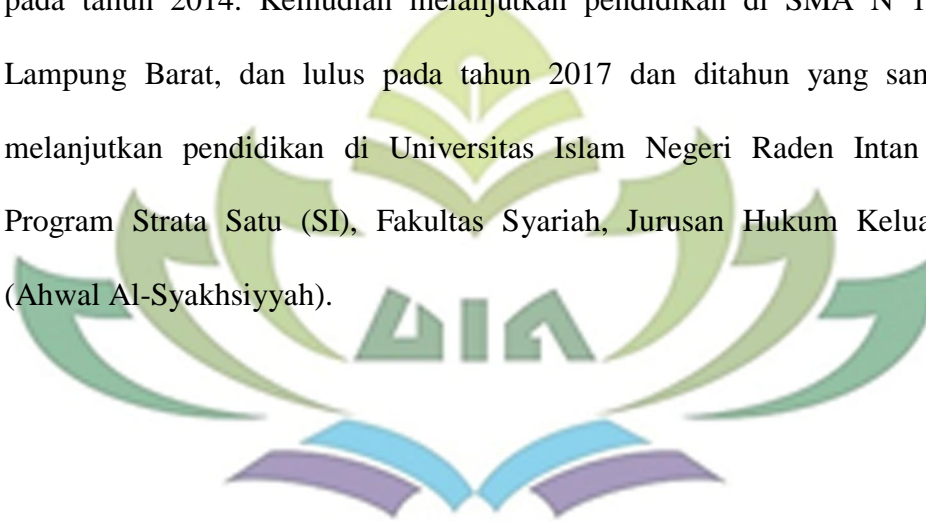 pada tahun 2014. Kemudian melanjutkan pendidikan di SMA N 1
Lampung Barat, dan lulus pada tahun 2017 dan ditahun yang
melanjutkan pendidikan di Universitas Islam Negeri Raden Intan
Program Strata Satu (SI), Fakultas Syariah, Jurusan Hukum
(Ahwal Al-Syakhsiyyah).
UIN